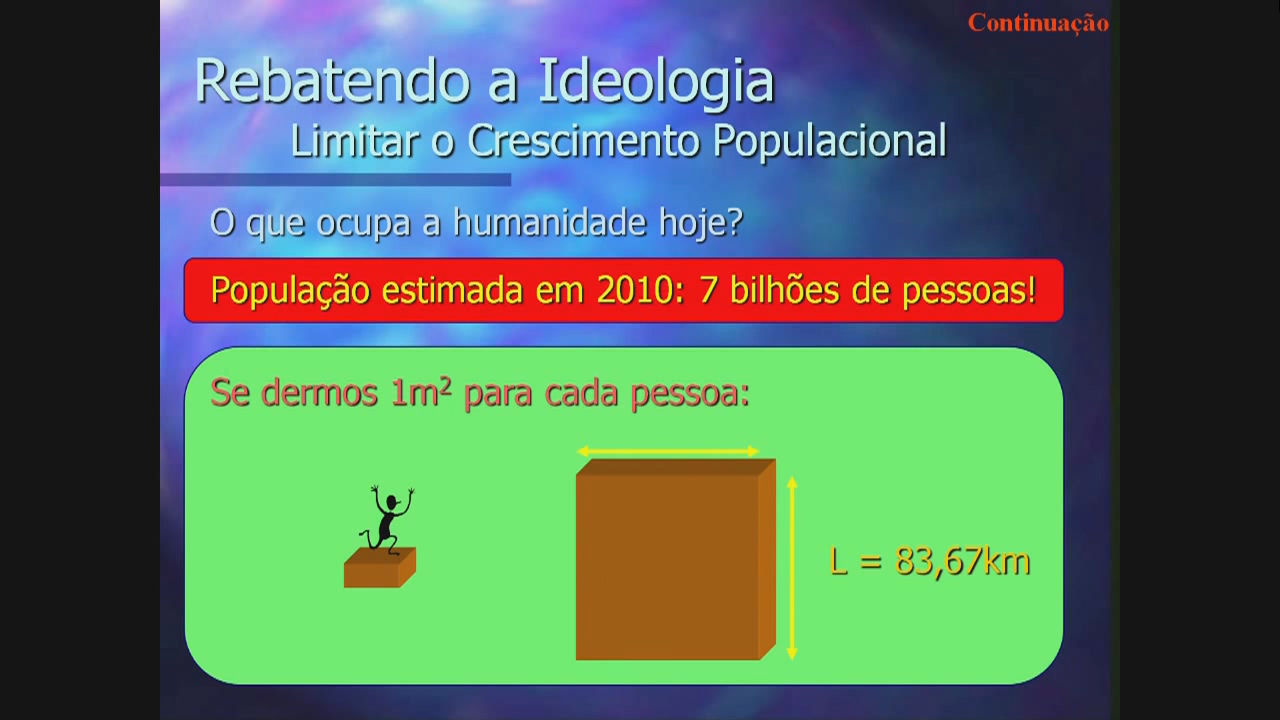 Continuação
Rebatendo a Ideologia
Limitar o Crescimento Populacional
O que ocupa a humanidade hoje?
População estimada em 2010: 7 bilhões de pessoas!
Se dermos 1m² para cada pessoa:
L = 83,67km